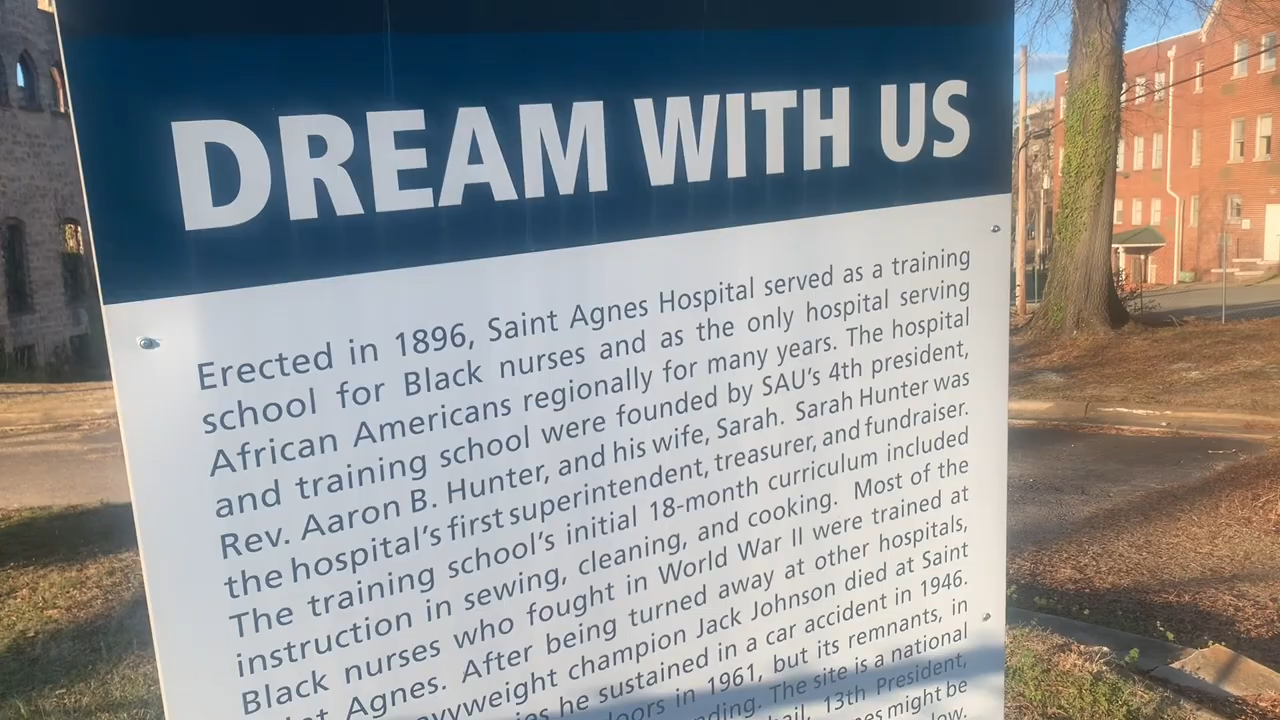 DREAM WITH US
Erected in 1896, Saint Agnes Hospital served as a training
school for Black nurses and as the only hospital serving
African Americans regionally for many years. The hospital
and training school were founded by SAU's 4th president,
Rev. Aaron B. Hunter, and his wife, Sarah. Sarah Hunter was
the hospital's first superintendent, treasurer, and fundraiser.
The training school's initial 18-month curriculum included
instruction in sewing, cleaning, and cooking. Most of the
Black nurses who fought in World War II were trained at
Agnes. After being turned away at other hospitals,
champion Jack Johnson died at Saint
he sustained in a car accident in 1946.
in 1961, but its remnants, in
The site is a national
13th President,
might be